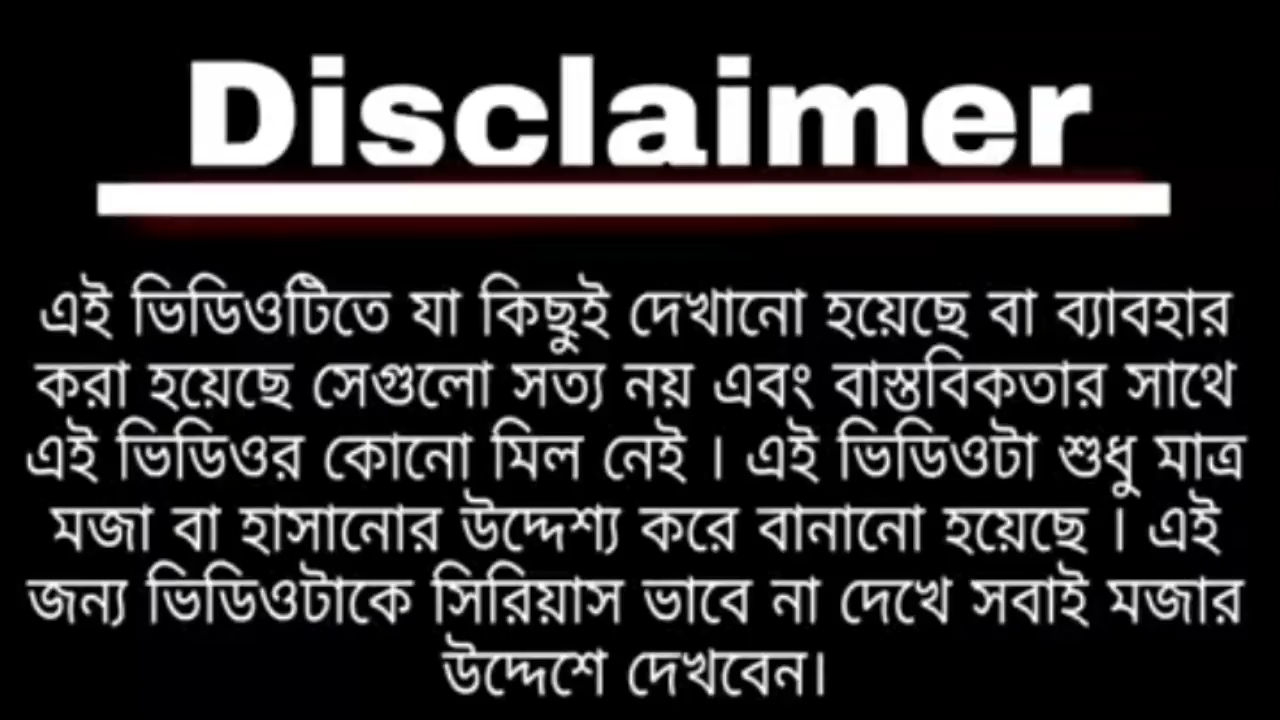 Disclaimer
এই ভিডিওটিতে যা কিছুই দেখানো হয়েছে বা ব্যাবহার
করা হয়েছে সেগুলো সত্য নয় এবং বাস্তবিকতার সাথে
এই ভিডিওর কোনো মিল নেই । এই ভিডিওটা শুধু মাত্র
মজা বা হাসানোর উদ্দেশ্য করে বানানো হয়েছে । এই
জন্য ভিডিওটাকে সিরিয়াস ভাবে না দেখে সবাই মজার
উদ্দেশে দেখবেন।